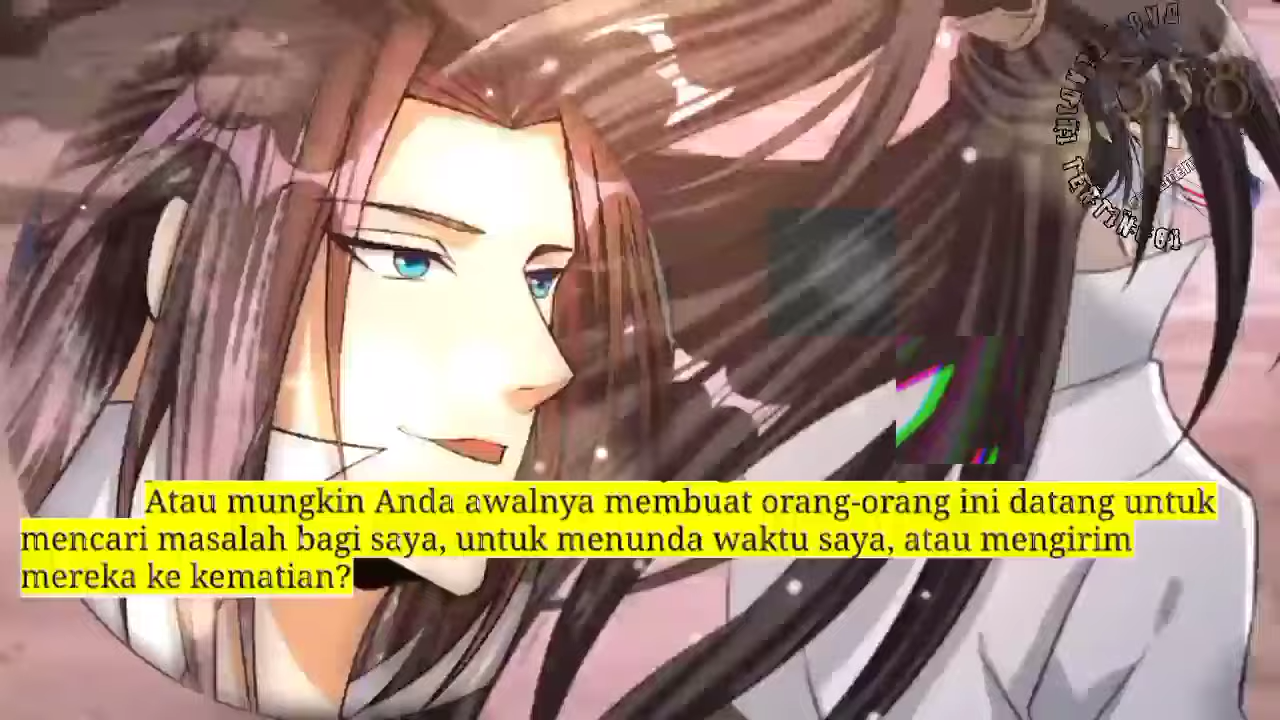 358
Atau mungkin Anda awalnya membuat orang-orang ini datang untuk
mencari masalah bagi saya, untuk menunda waktu saya, atau mengirim
mereka ke kematian?